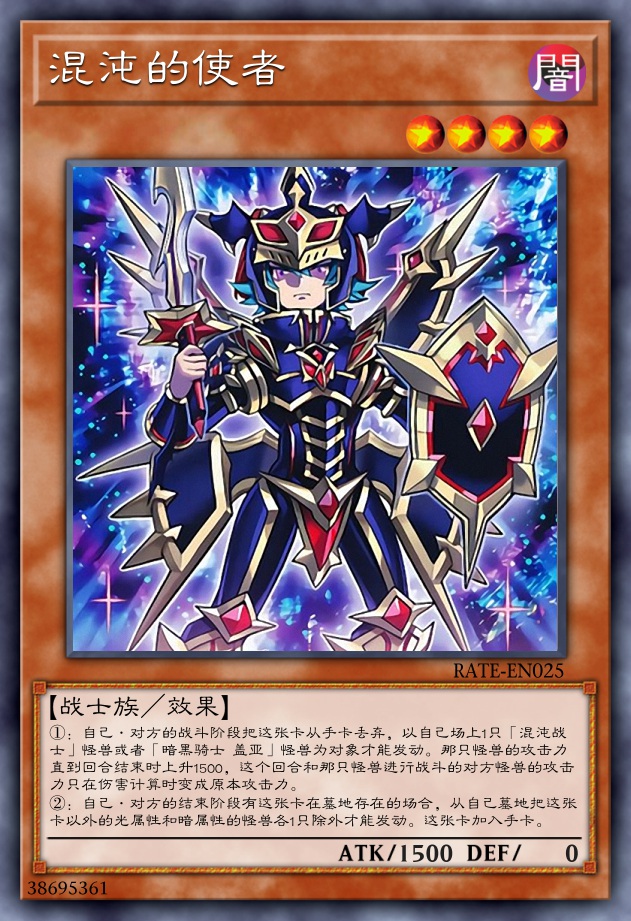 混沌的使者
闇
RATE-EN025
【战士族／效果】
①：自己·对方的战斗阶段把这张卡从手卡丢弃，以自己场上1只「混沌战
士」怪兽或者「暗黑骑士 盖亚」怪兽为对象才能发动。那只怪兽的攻击力
直到回合结束时上升1500，这个回合和那只怪兽进行战斗的对方怪兽的攻击
力只在伤害计算时变成原本攻击力。
②：自己·对方的结束阶段有这张卡在墓地存在的场合，从自己墓地把这张
卡以外的光属性和暗属性的怪兽各1只除外才能发动。这张卡加入手卡。
ATK/1500 DEF/ 0
38695361